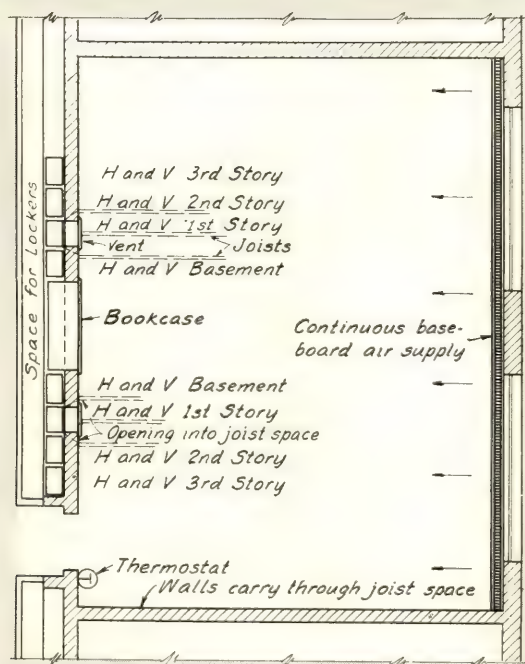 Space for Lockers
H and V 3rd Story
H and V 2nd Story
H and V 1st Story
Vent
Joists
H and V Basement
Bookcase
Continuous base-
board air supply
H and V Basement
H and V 1st Story
Opening into joist space
H and V 2nd Story
H and V 3rd Story
T
Thermostat
Walls carry through joist space